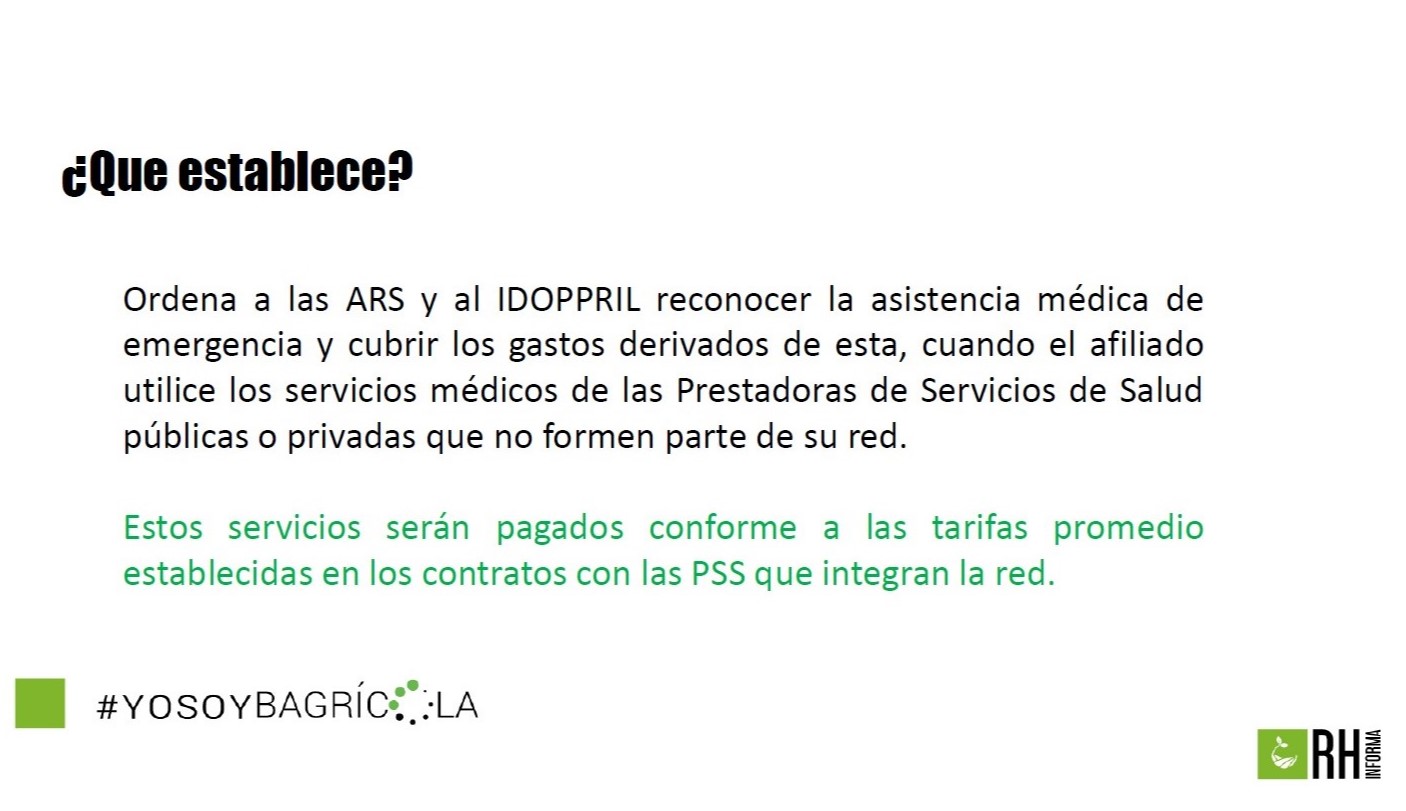 ¿Que establece?
Ordena a las ARS y al IDOPPRIL reconocer la asistencia médica de
emergencia y cubrir los gastos derivados de esta, cuando el afiliado
utilice los servicios médicos de las Prestadoras de Servicios de Salud
públicas o privadas que no formen parte de su red.
Estos servicios serán pagados conforme a las tarifas promedio
establecidas en los contratos con las PSS que integran la red.
#YOSOYBAGRÍCOLA
RH INFORMA